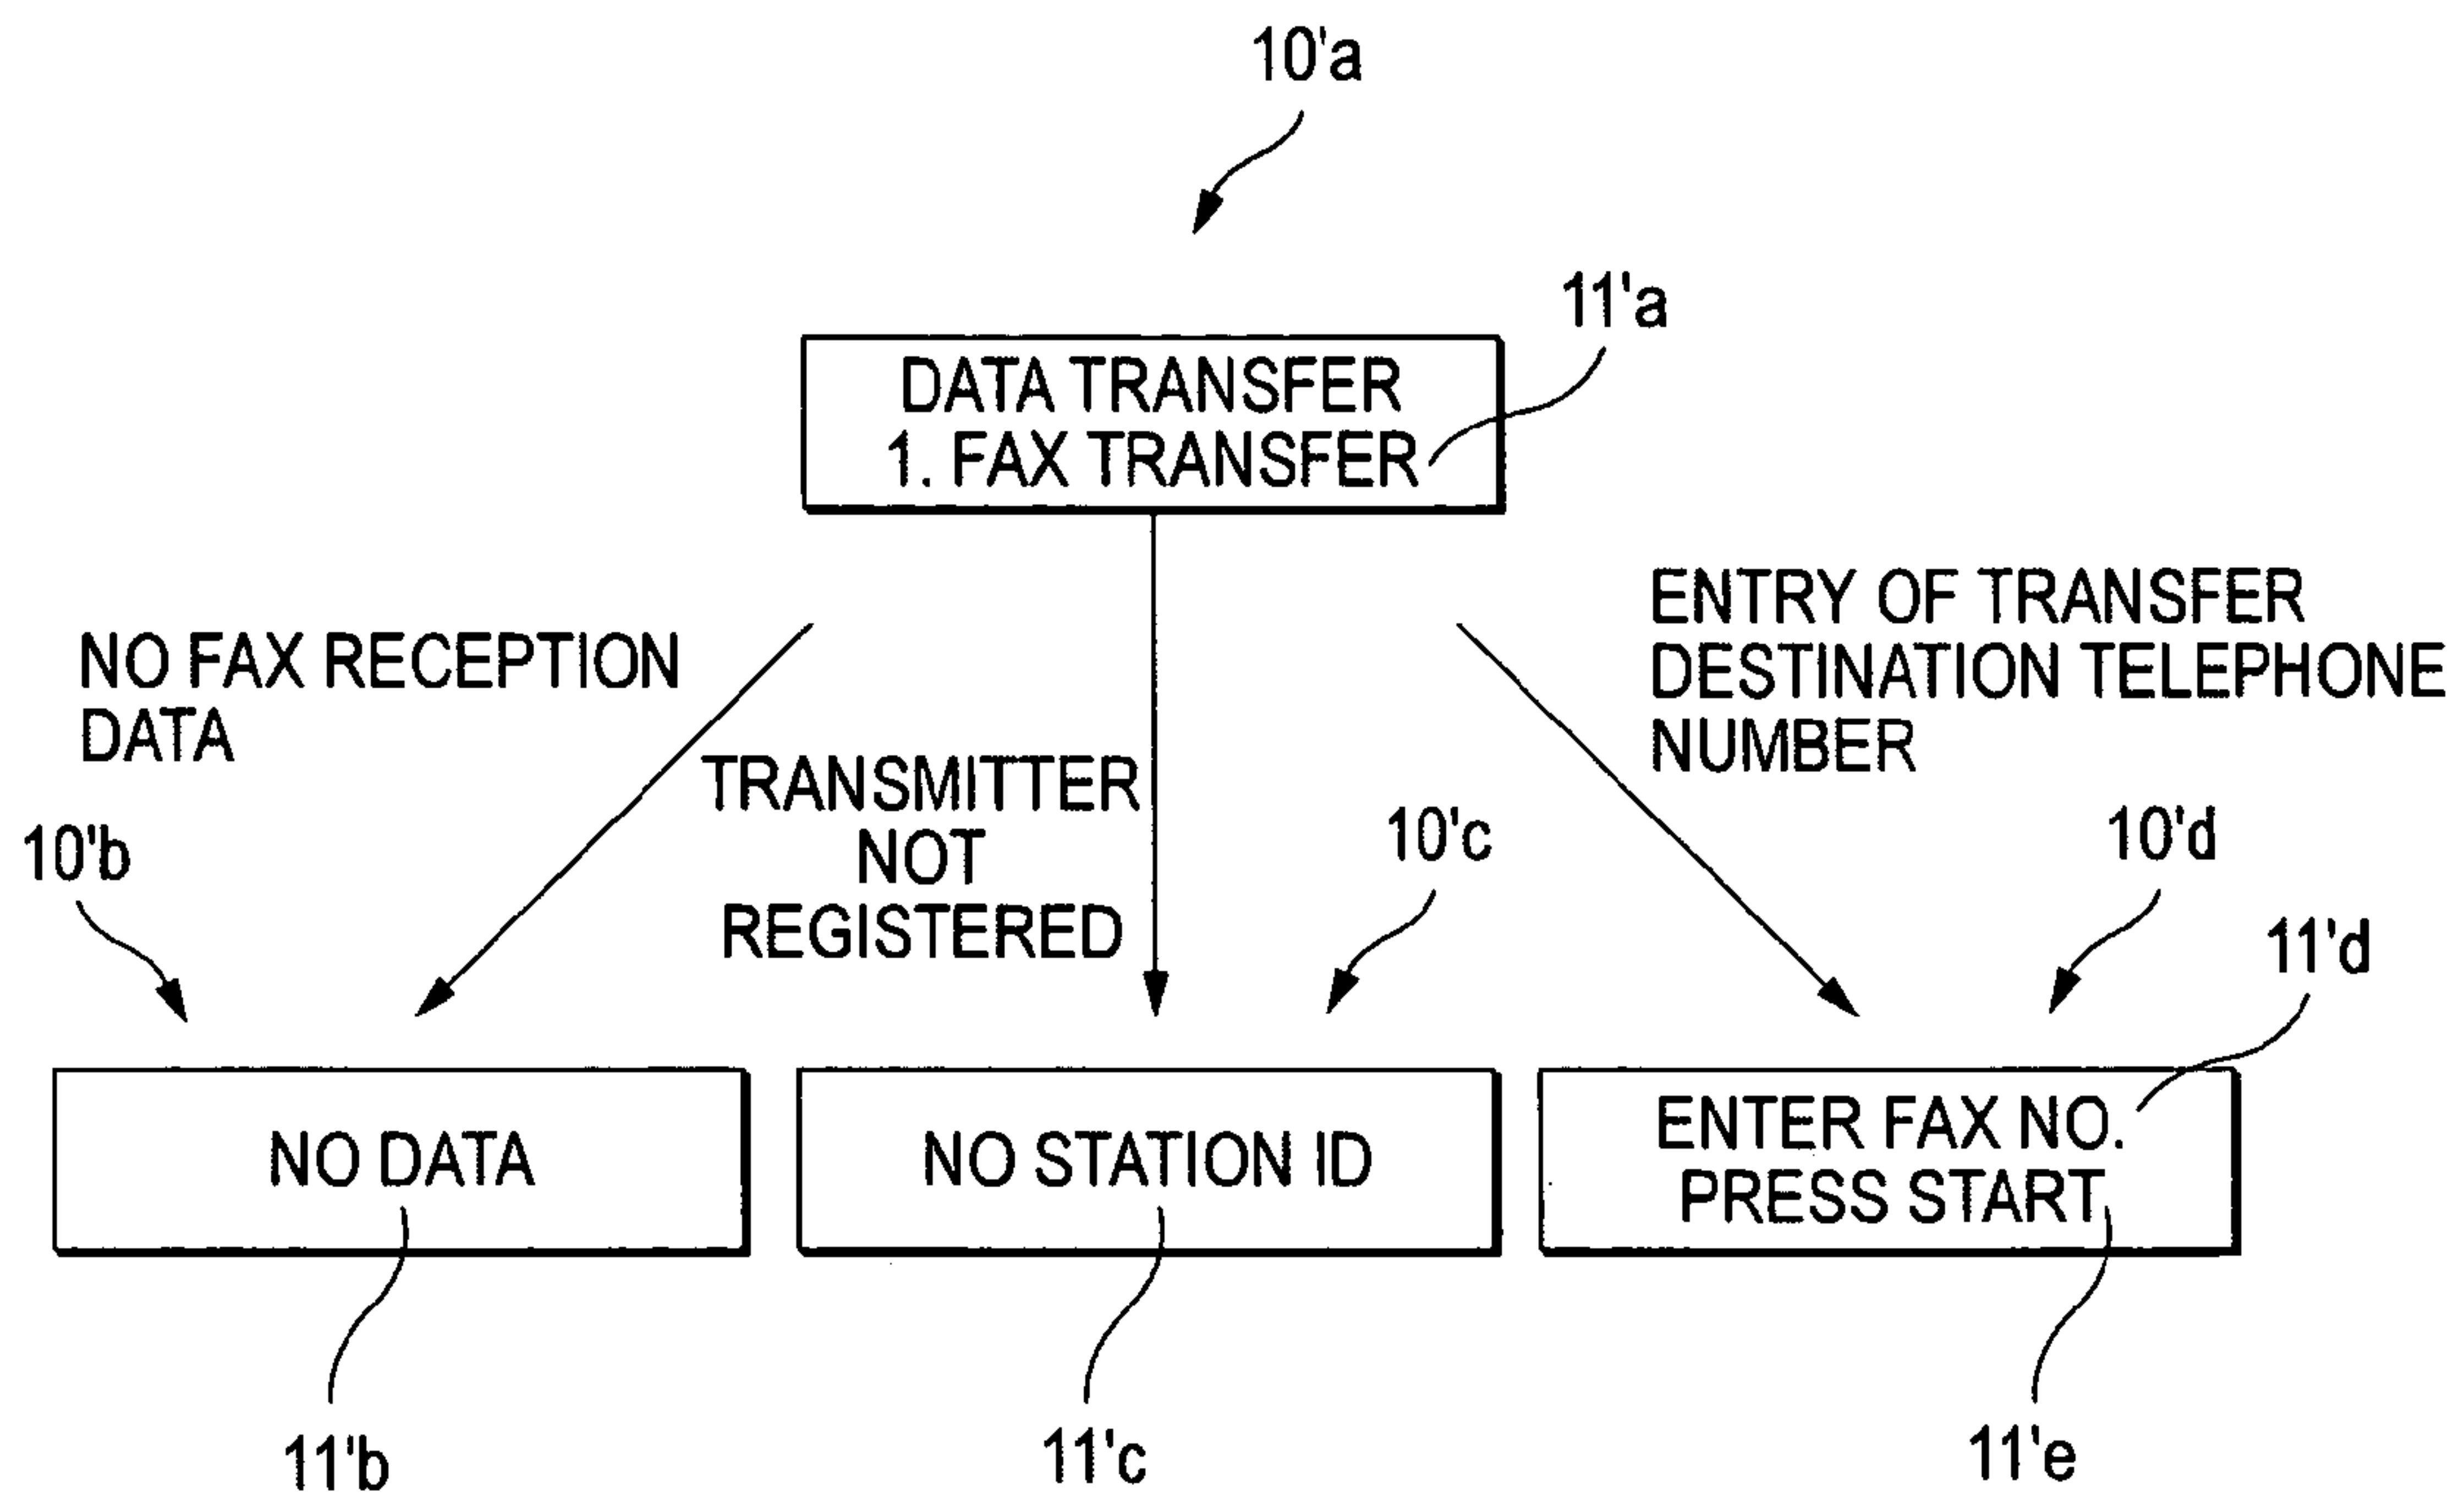 10'a
11'a
DATA TRANSFER
1. FAX TRANSFER
NO FAX RECEPTION
DATA
TRANSMITTER
NOT
REGISTERED
ENTRY OF TRANSFER
DESTINATION TELEPHONE
NUMBER
10'b
10'c
10'd
11'd
NO DATA
NO STATION ID
ENTER FAX NO.
PRESS START
11'b
11'c
11'e